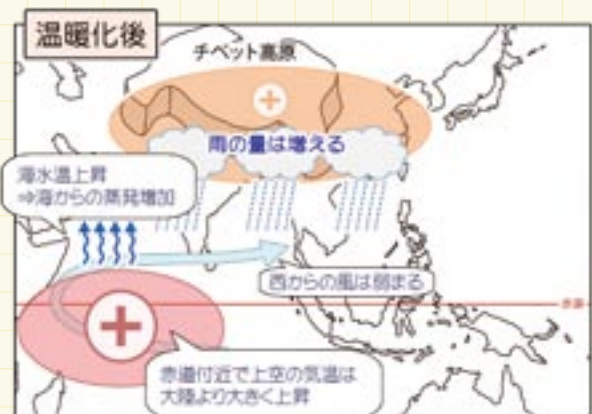 温暖化後
チベット高原
雨の量は増える
海水温上昇
⇒海からの蒸発増加
西からの風は弱まる
赤道
赤道付近で上空の気温は
大陸より大きく上昇